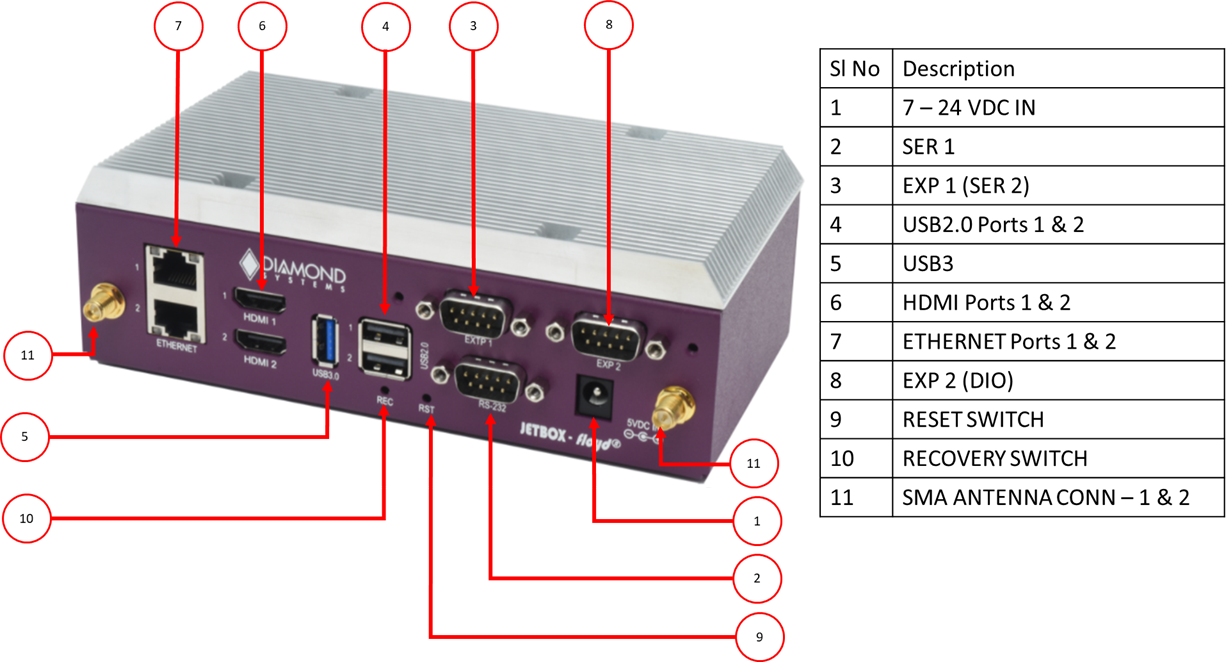 7
6
4
3
8
DIAMOND
SYSTEMS
1
2
ETHERNET
1
HDMI 1
2
HDMI 2
1
2
USB3.0
USB2.0
EXTP 1
EXP 2
REC
RST
RS-232
JETBOX - floyd
5VDC
11
5
10
11
1
2
9
Sl No Description
1 7 – 24 VDC IN
2 SER 1
3 EXP 1 (SER 2)
4 USB2.0 Ports 1 & 2
5 USB3
6 HDMI Ports 1 & 2
7 ETHERNET Ports 1 & 2
8 EXP 2 (DIO)
9 RESET SWITCH
10 RECOVERY SWITCH
11 SMA ANTENNA CONN – 1 & 2